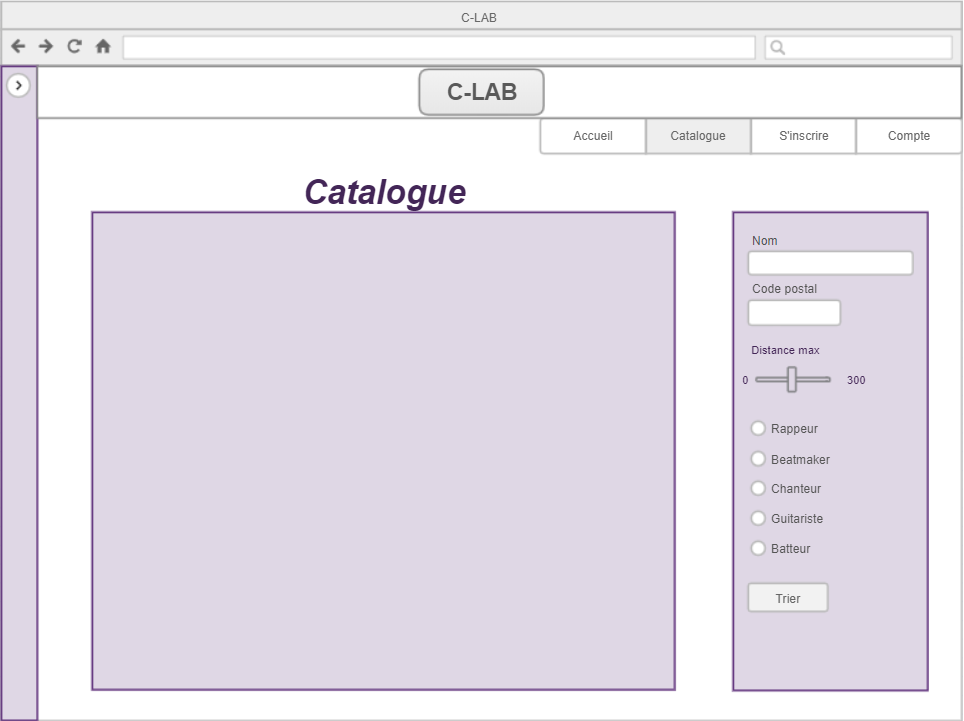 C-LAB
C-LAB
Accueil
Catalogue
S'inscrire
Compte
Catalogue
Nom
Code postal
Distance max
0
300
Rappeur
Beatmaker
Chanteur
Guitariste
Batteur
Trier